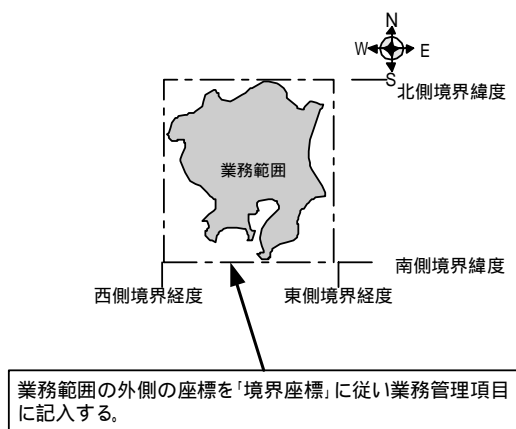 N
W E
S
北側境界緯度
業務範囲
南側境界緯度
西側境界経度 東側境界経度
業務範囲の外側の座標を「境界座標」に従い業務管理項目
に記入する。